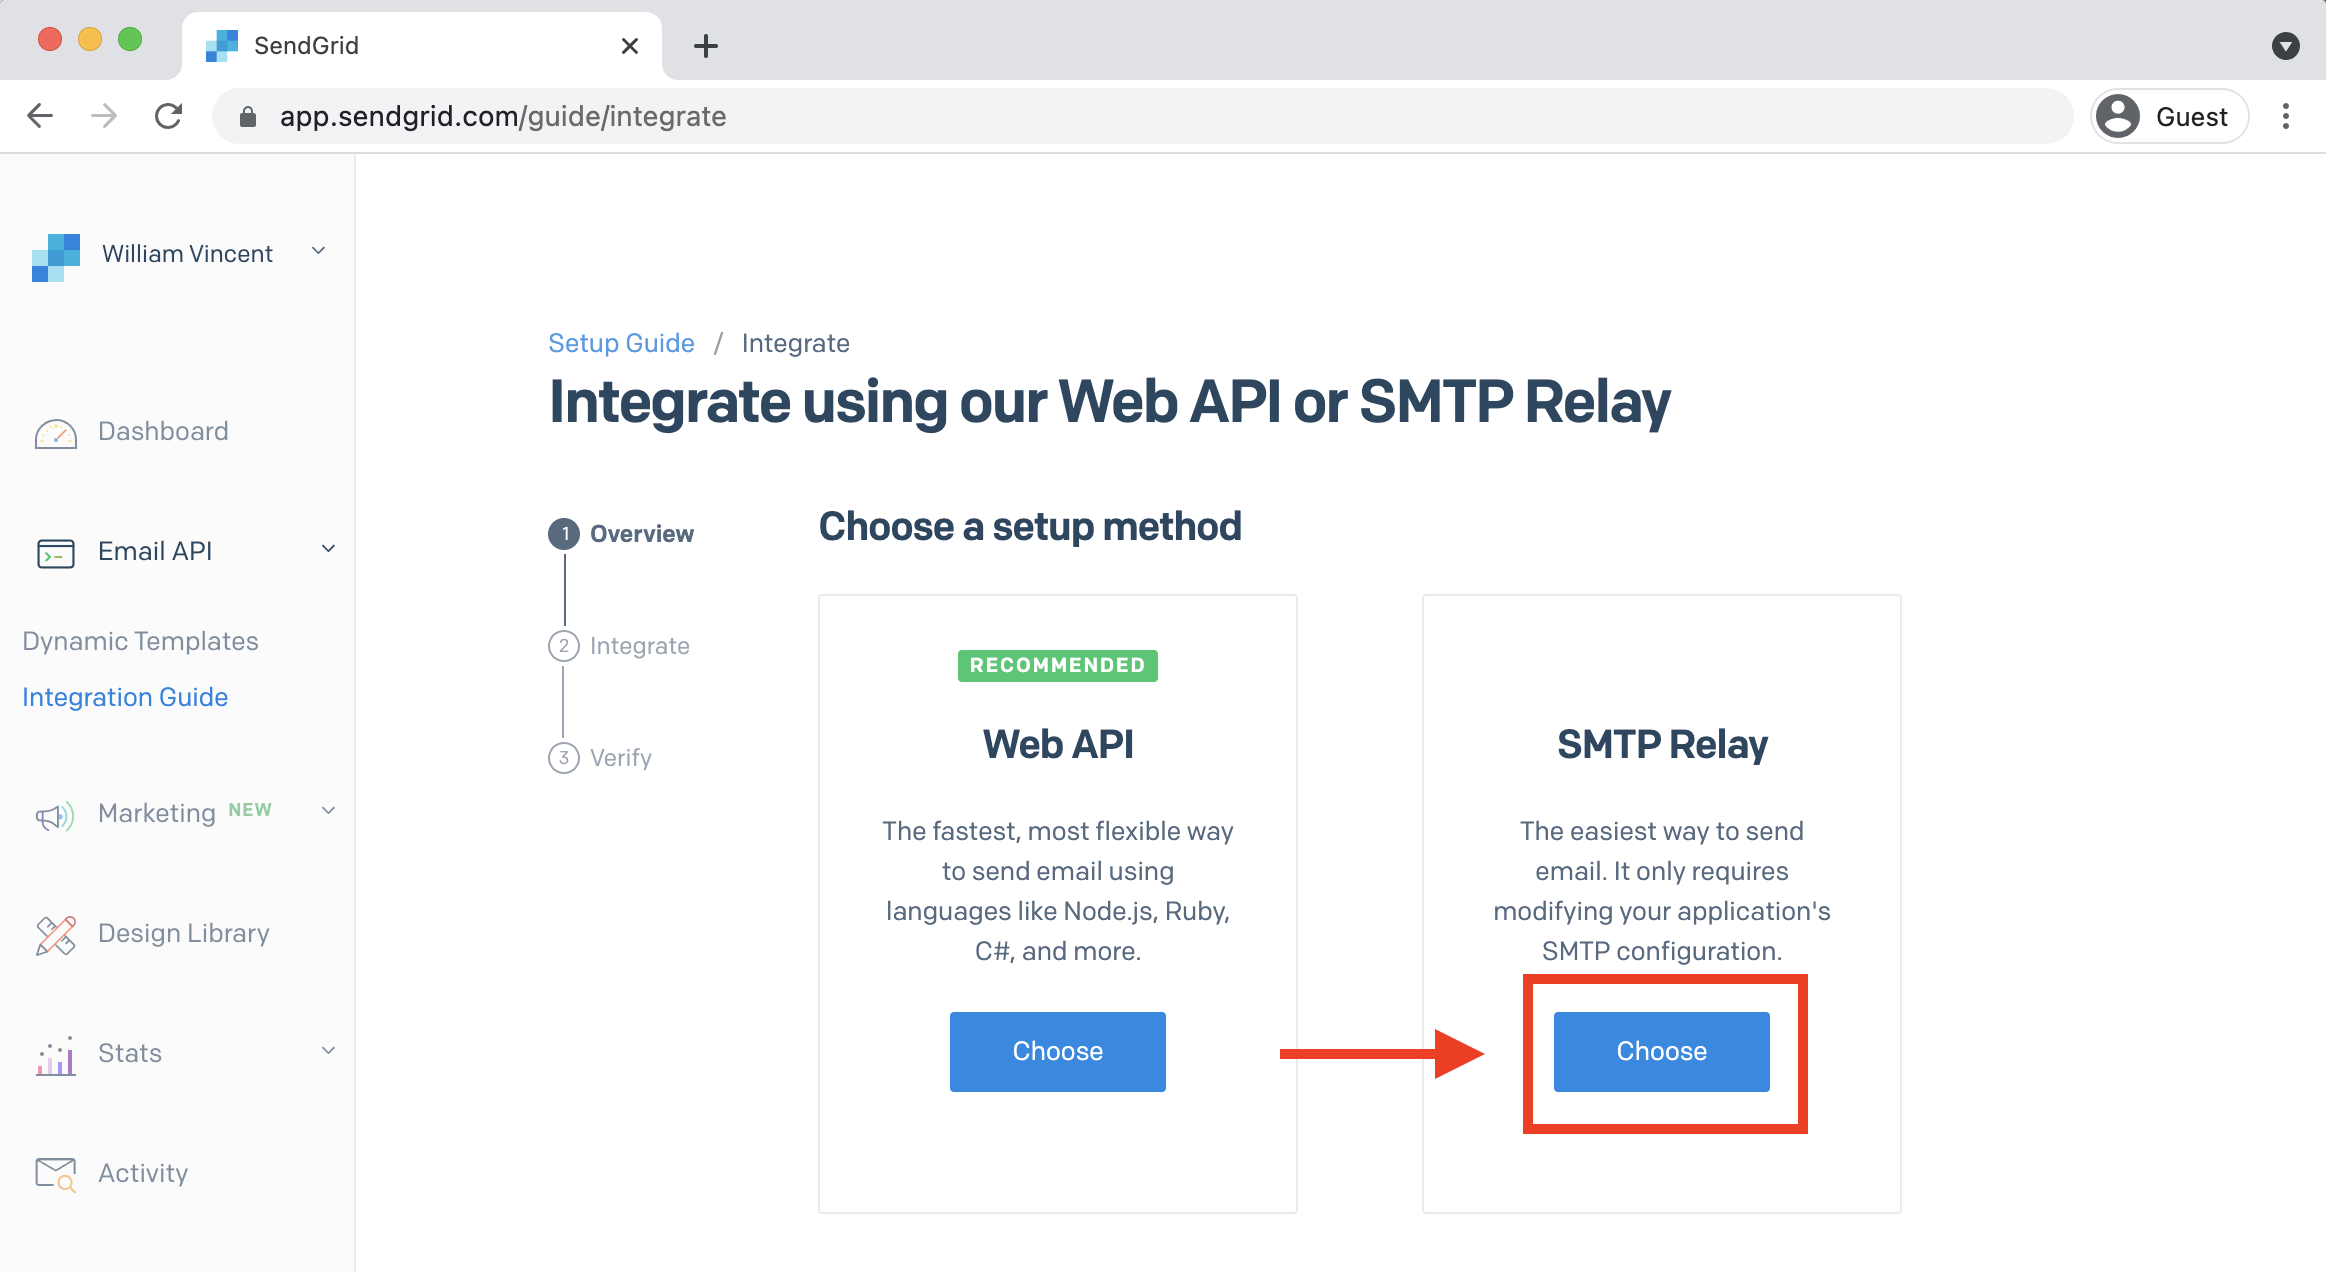 SendGrid
app.sendgrid.com/guide/integrate
Guest
William Vincent
Dashboard
Email API
Dynamic Templates
Integration Guide
Marketing NEW
Design Library
Stats
Activity
Setup Guide / Integrate
Integrate using our Web API or SMTP Relay
1 Overview
2 Integrate
3 Verify
Choose a setup method
RECOMMENDED
Web API
The fastest, most flexible way
to send email using
languages like Node.js, Ruby,
C#, and more.
Choose
SMTP Relay
The easiest way to send
email. It only requires
modifying your application's
SMTP configuration.
Choose